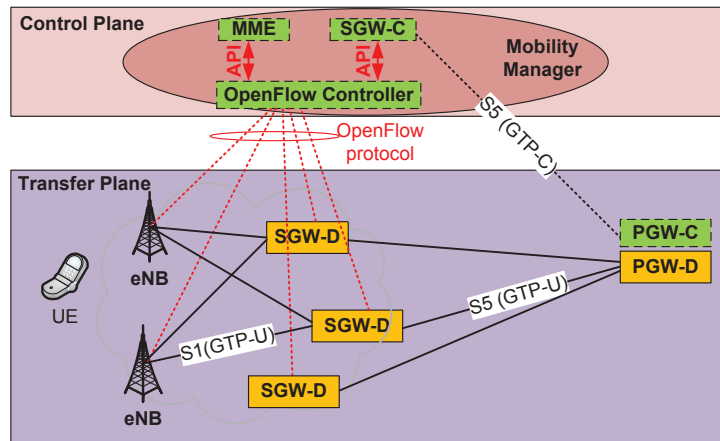 Control Plane
MME
SGW-C
API
API
Mobility
Manager
OpenFlow Controller
OpenFlow
protocol
S5 (GTP-C)
Transfer Plane
eNB
SGW-D
PGW-C
PGW-D
UE
S5 (GTP-U)
SGW-D
S1(GTP-U)
SGW-D
eNB